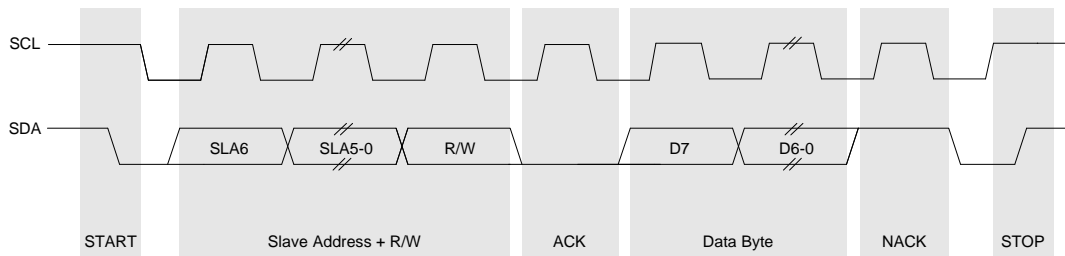 SCL
SDA
SLA6 SLA5-0 R/W D7 D6-0
START Slave Address + R/W ACK Data Byte NACK STOP